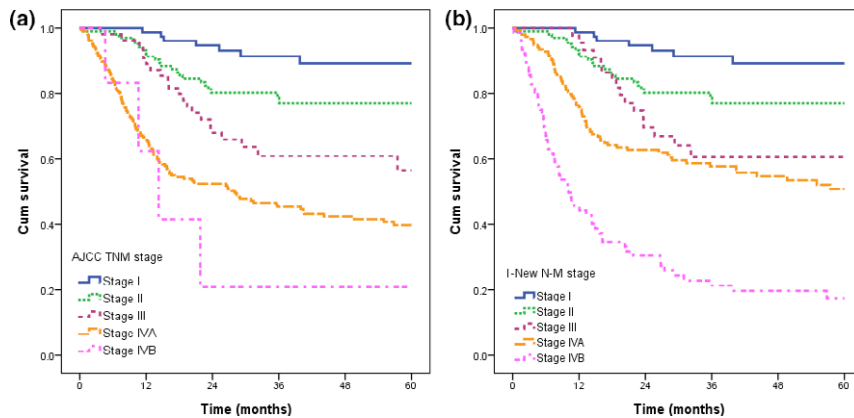 (a)
Cum survival
1.0
0.8
0.6
0.4
0.2
0.0
AJCC TNM stage
Stage I
Stage II
Stage III
Stage IVA
Stage IVB
0 12 24 36 48 60
Time (months)
(b)
Cum survival
1.0
0.8
0.6
0.4
0.2
0.0
I-New N-M stage
Stage I
Stage II
Stage III
Stage IVA
Stage IVB
0 12 24 36 48 60
Time (months)